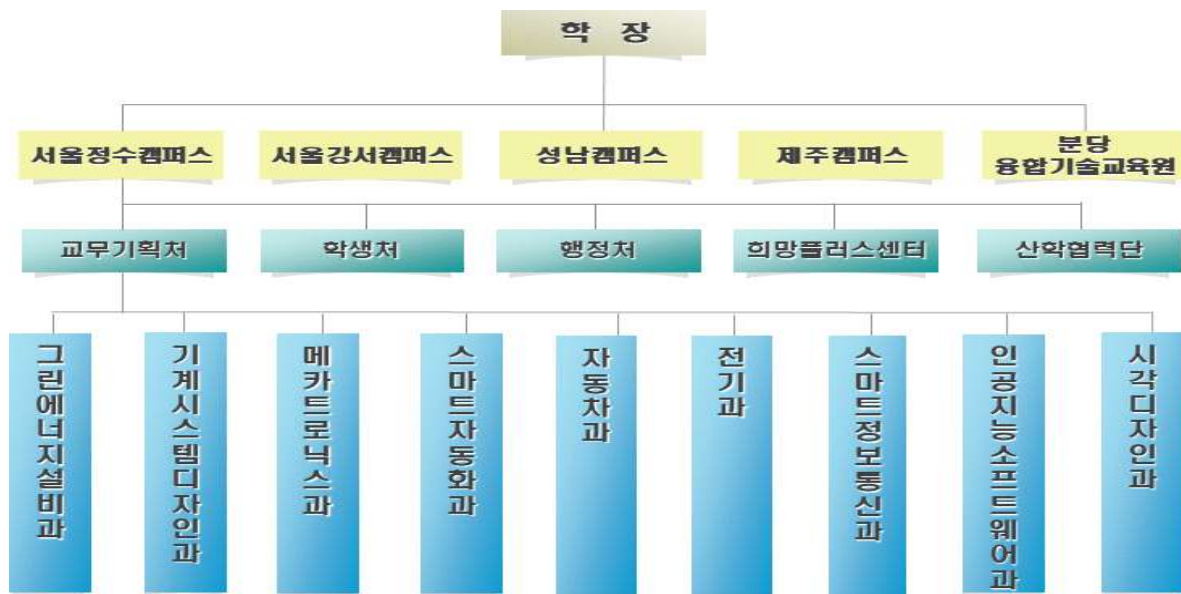 학 장
서울정수캠퍼스
서울강서캠퍼스
성남캠퍼스
제주캠퍼스
분당
융합기술교육원
교무기획처
학생처
행정처
희망플러스센터
산학협력단
그린에너지설비과
기계시스템디자인과
메카트로닉스과
스마트자동화과
자동차과
전기과
스마트정보통신과
인공지능소프트웨어과
시각디자인과